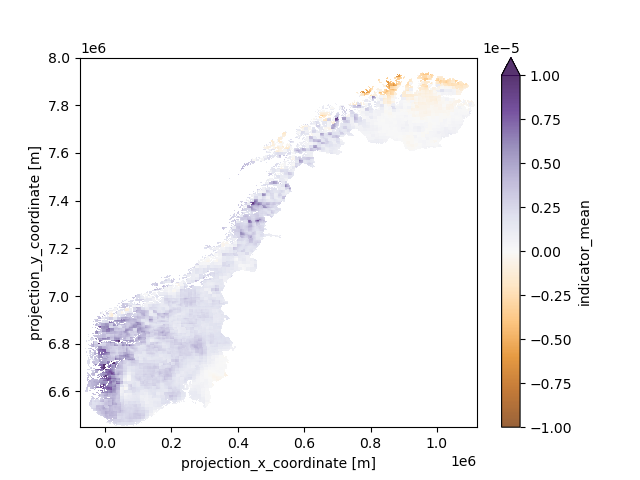 1e6
1e−5
8.0
7.8
7.6
7.4
7.2
7.0
6.8
6.6
projection_y_coordinate [m]
0.0 0.2 0.4 0.6 0.8 1.0
projection_x_coordinate [m]
1e6
1.00
0.75
0.50
0.25
0.00
−0.25
−0.50
−0.75
−1.00
indicator_mean